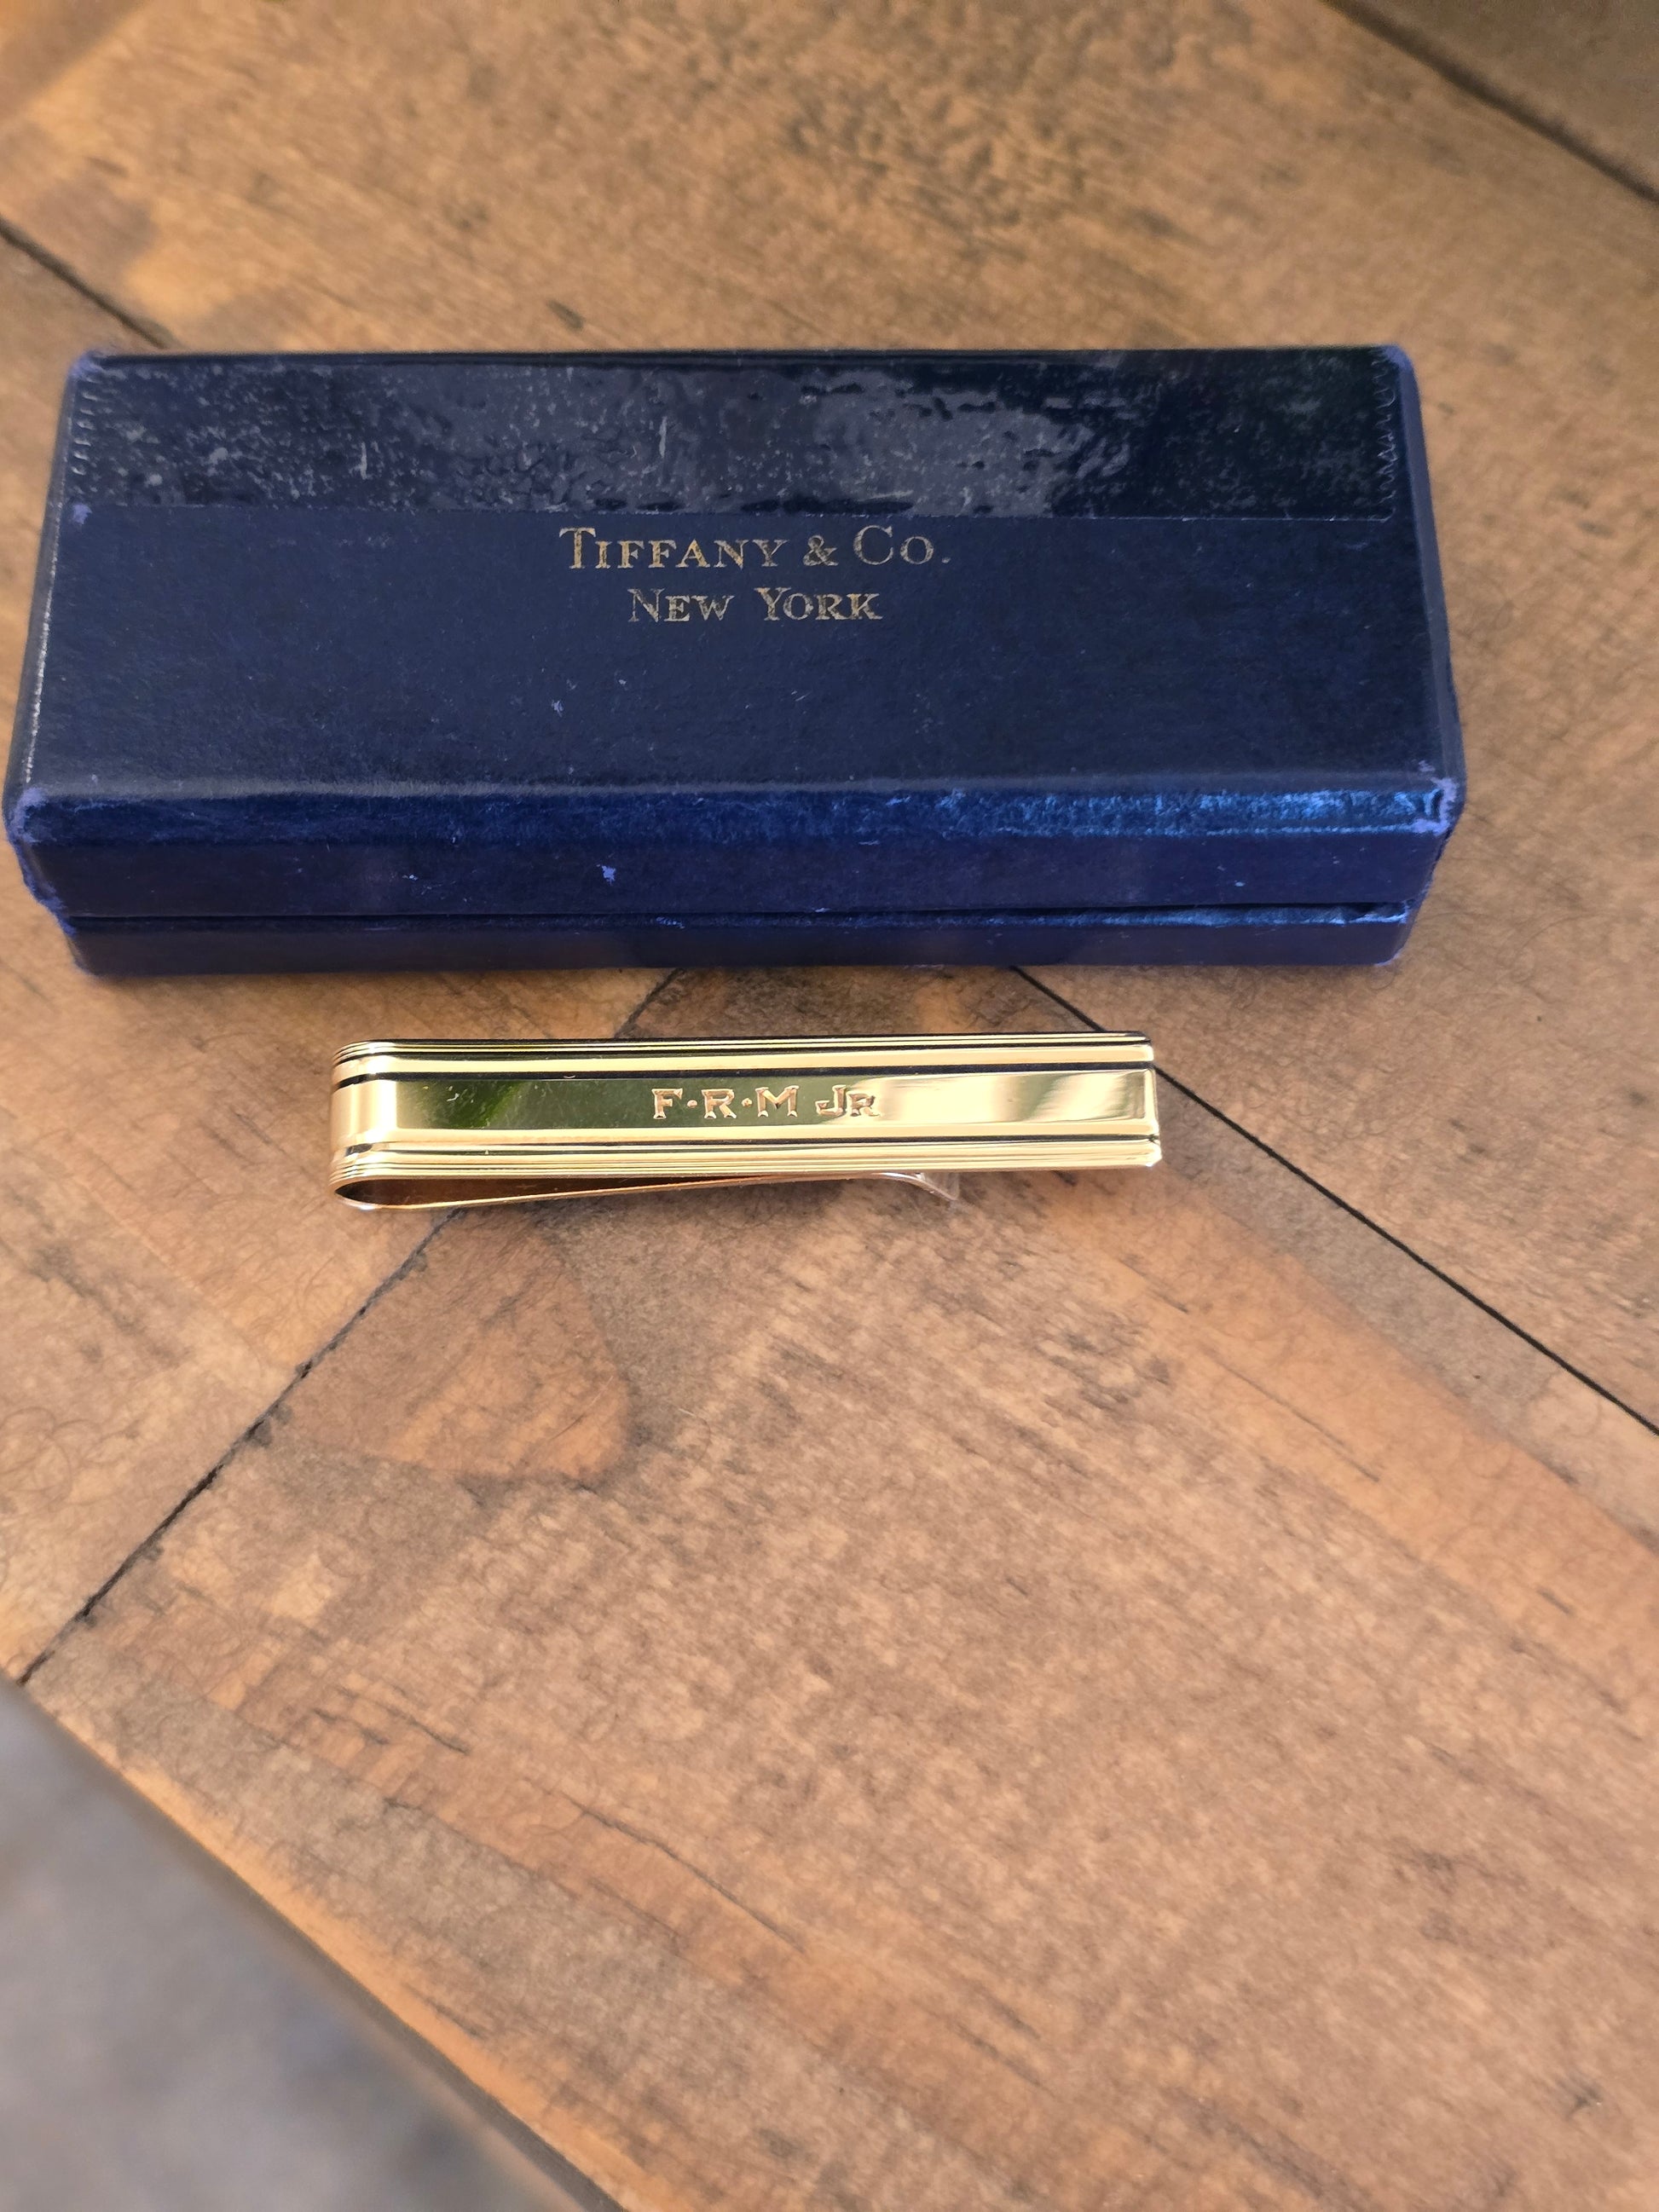 TIFFANY & CO.
NEW YORK
F·R·M JR